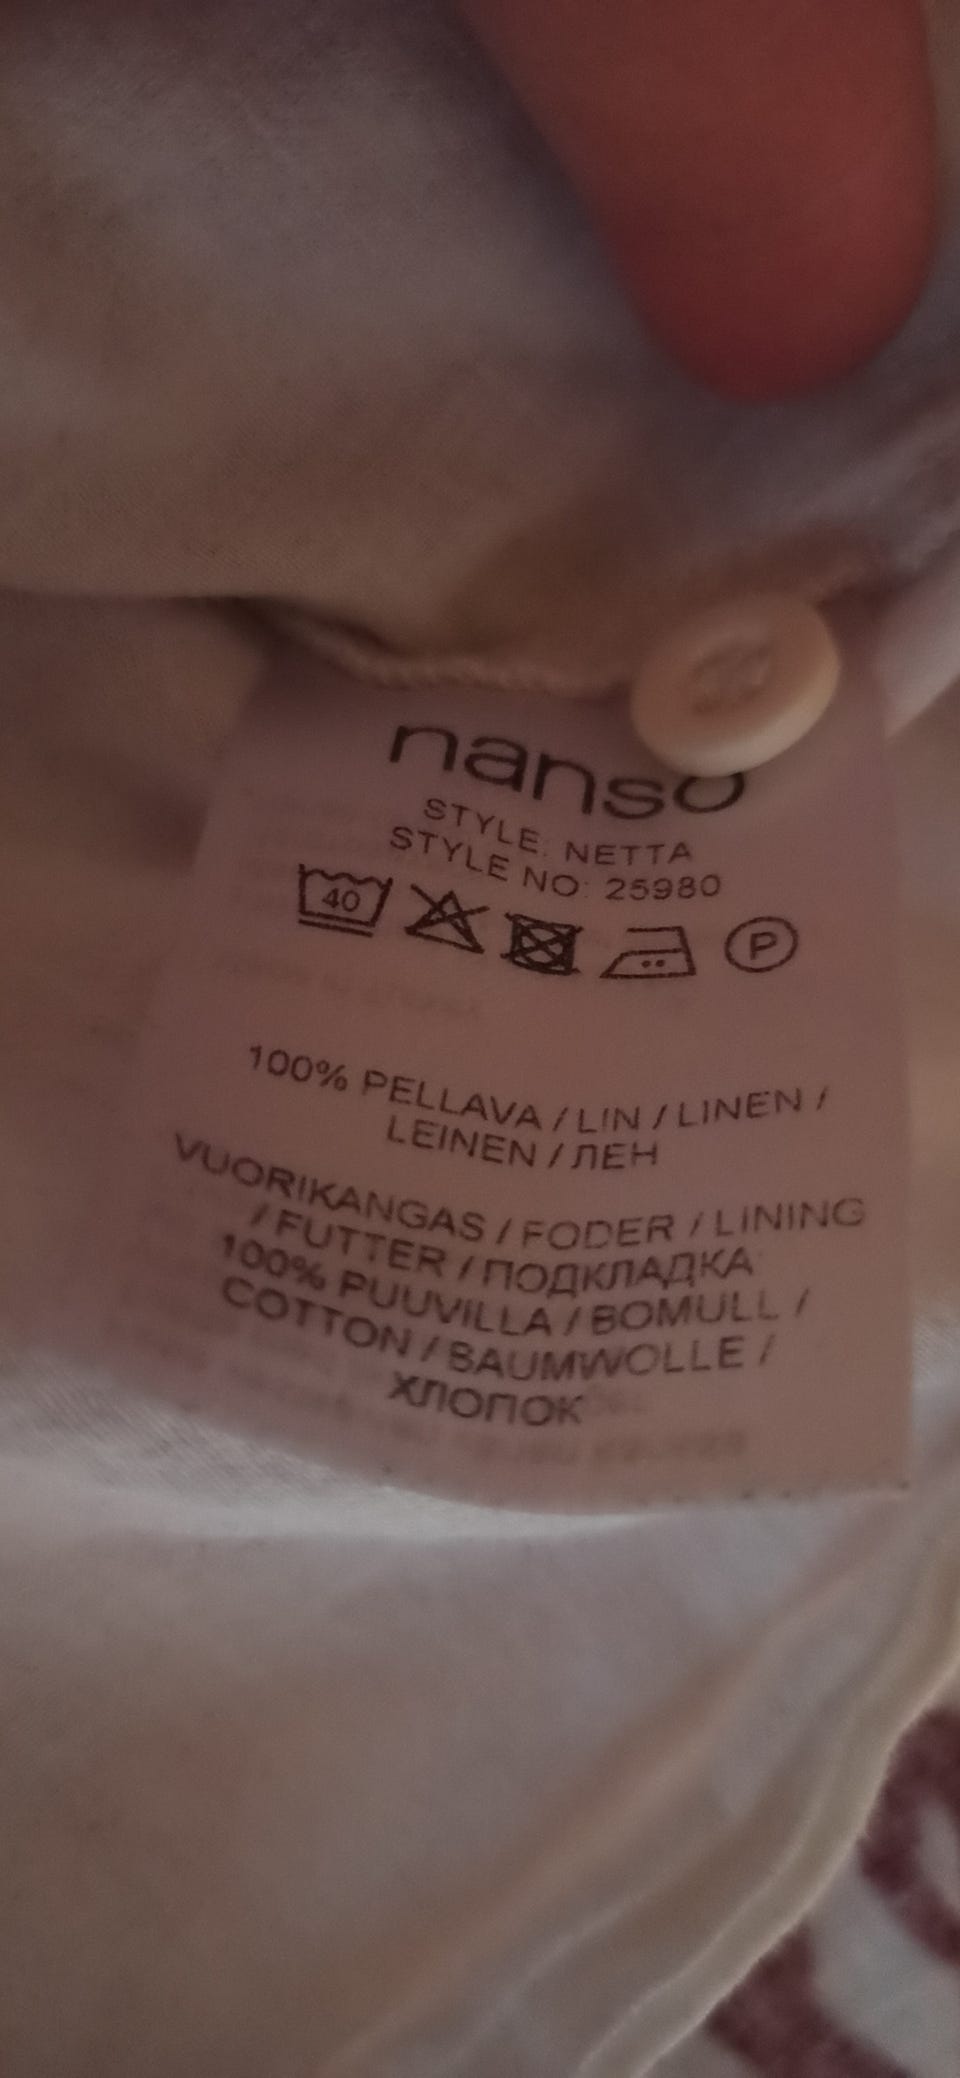 nanso
STYLE: NETTA
STYLE NO: 25980
40
P
100% PELLAVA / LIN / LINEN /
LEINEN / ЛЕН
VUORIKANGAS / FODER / LINING
/ FUTTER / ПОДКЛАДКА
100% PUUVILLA / BOMULL /
COTTON / BAUMWOLLE /
ХЛОПОК